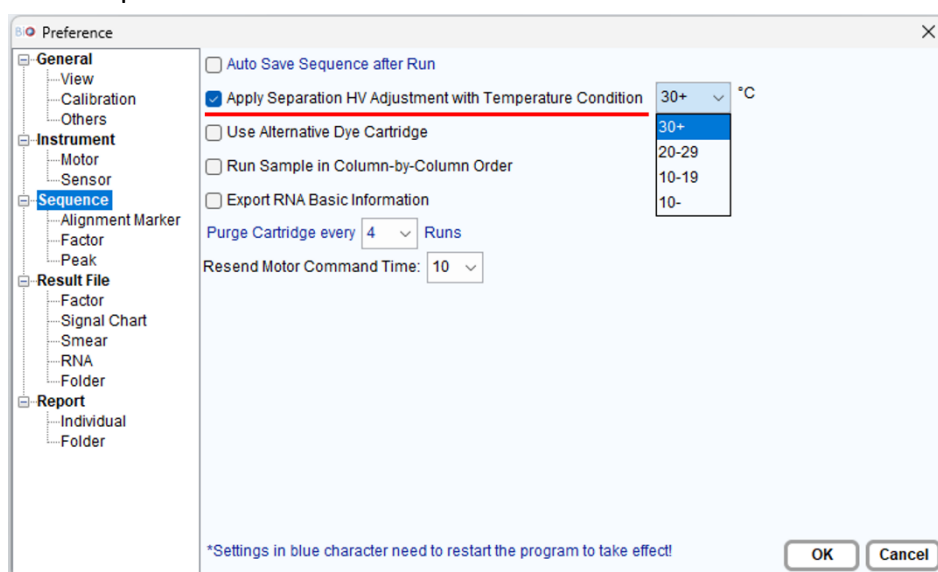 BiO Preference
General
View
Calibration
Others
Instrument
Motor
Sensor
Sequence
Alignment Marker
Factor
Peak
Result File
Factor
Signal Chart
Smear
RNA
Folder
Report
Individual
Folder
Auto Save Sequence after Run
Apply Separation HV Adjustment with Temperature Condition 30+ °C
30+
20-29
10-19
10-
Use Alternative Dye Cartridge
Run Sample in Column-by-Column Order
Export RNA Basic Information
Purge Cartridge every 4 Runs
Resend Motor Command Time: 10
*Settings in blue character need to restart the program to take effect!
OK Cancel